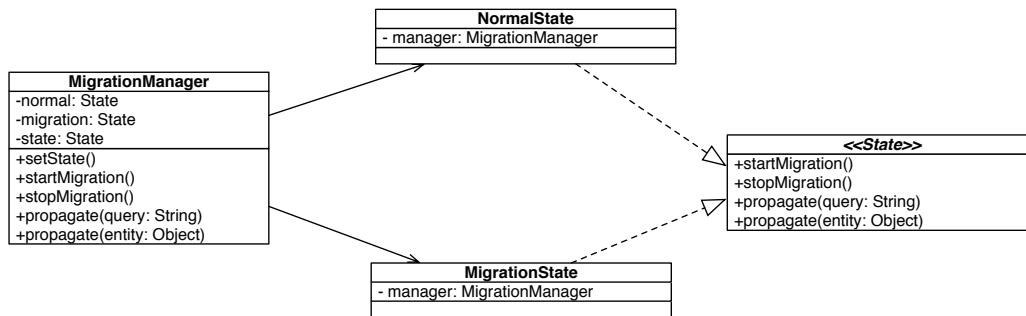 NormalState
- manager: MigrationManager
MigrationManager
-normal: State
-migration: State
-state: State
+setState()
+startMigration()
+stopMigration()
+propagate(query: String)
+propagate(entity: Object)
<<State>>
+startMigration()
+stopMigration()
+propagate(query: String)
+propagate(entity: Object)
MigrationState
- manager: MigrationManager